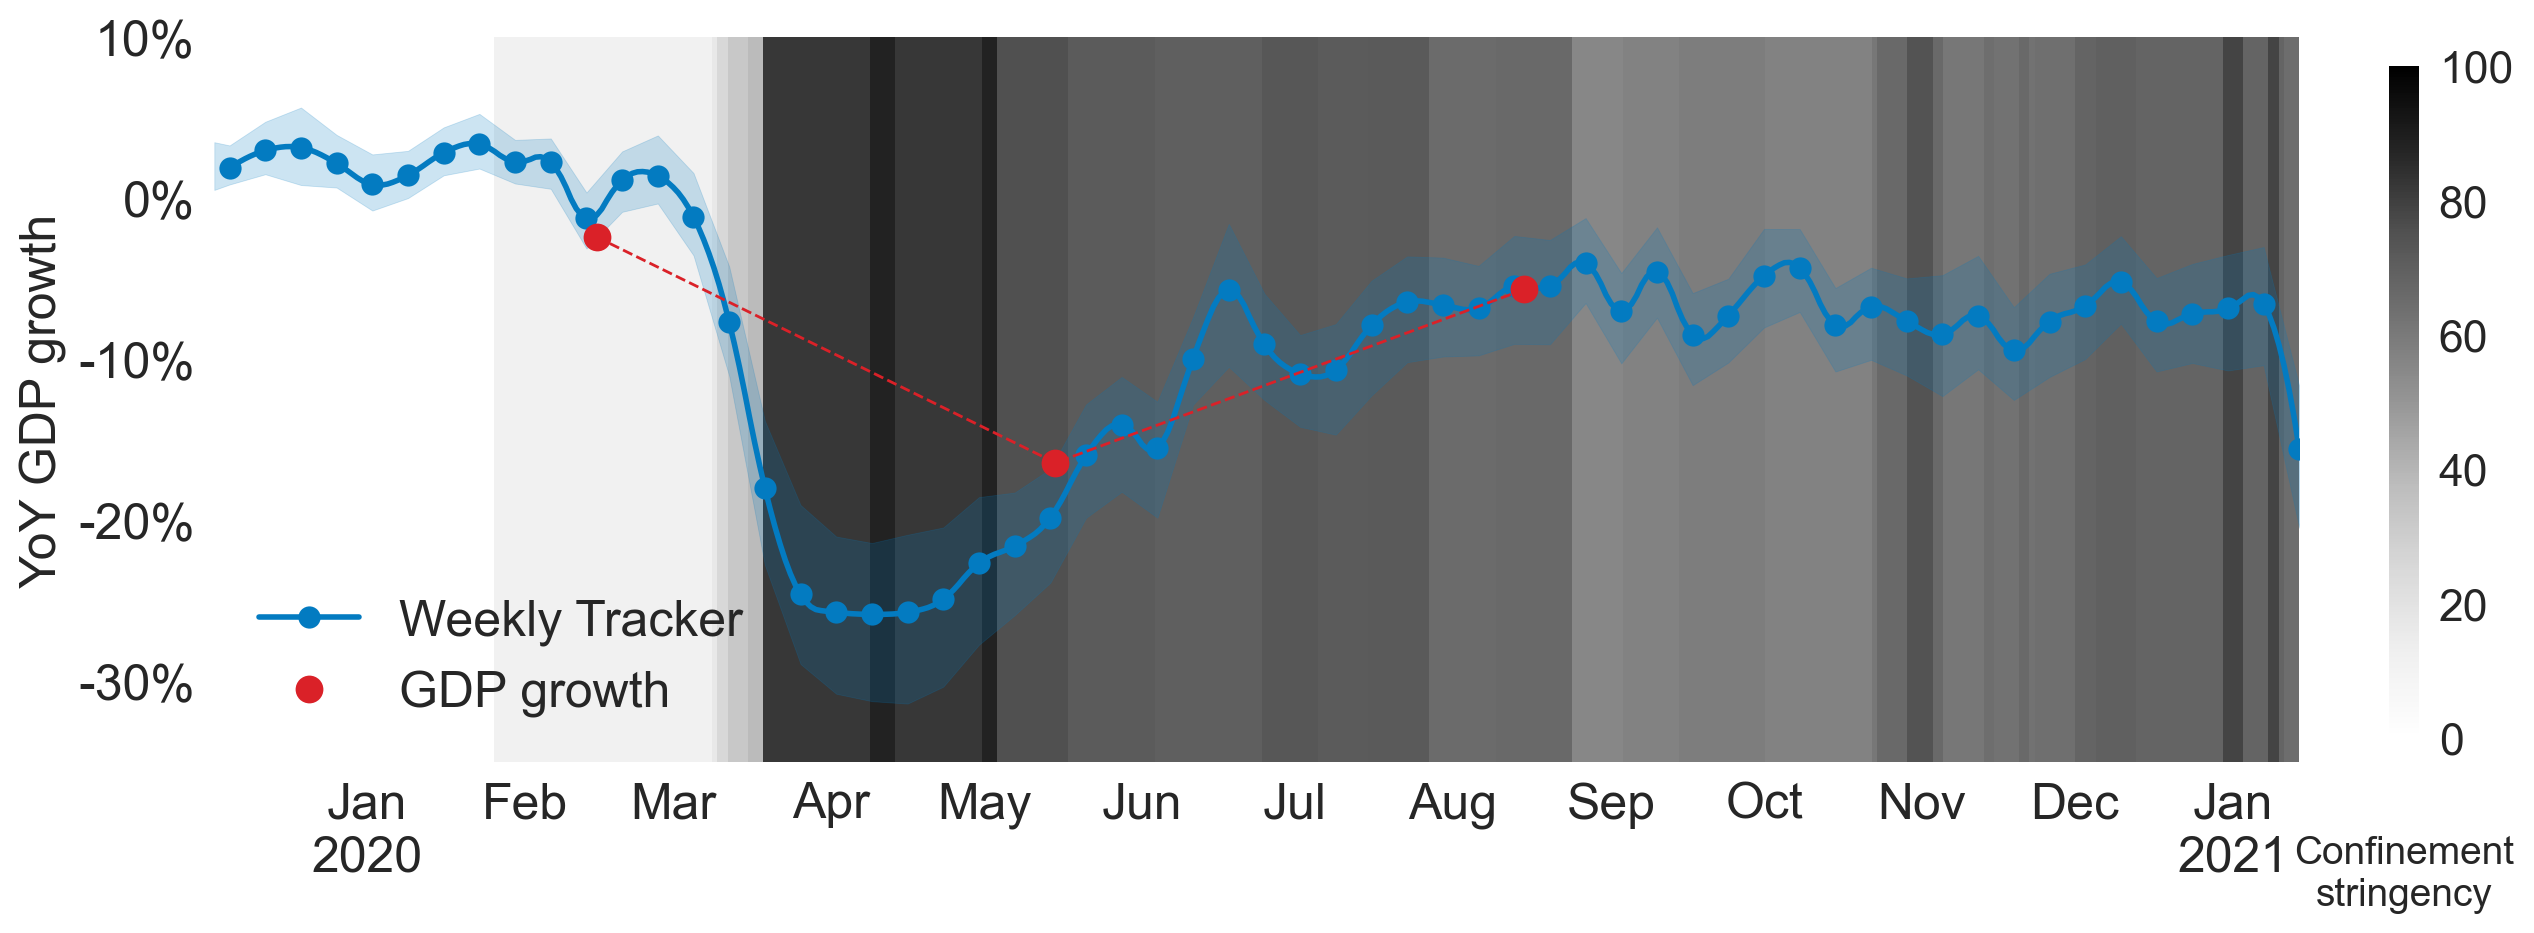 10%
0%
-10%
-20%
-30%
YoY GDP growth
Weekly Tracker
GDP growth
Jan
2020
Feb
Mar
Apr
May
Jun
Jul
Aug
Sep
Oct
Nov
Dec
Jan
2021
100
80
60
40
20
0
Confinement
stringency